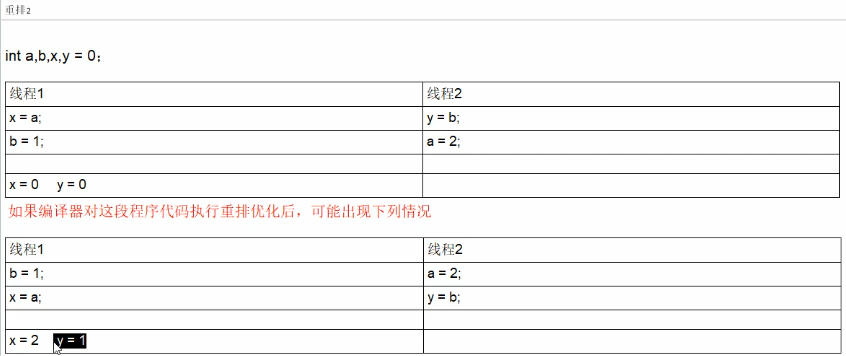 重排2
int a,b,x,y = 0;
线程1 线程2
x = a; y = b;
b = 1; a = 2;
x = 0 y = 0
如果编译器对这段程序代码执行重排优化后，可能出现下列情况
线程1 线程2
b = 1; a = 2;
x = a; y = b;
x = 2 y = 1